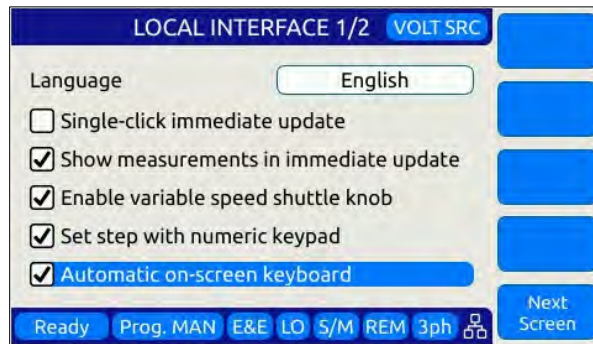 LOCAL INTERFACE 1/2 VOLT SRC
Language English
Single-click immediate update
Show measurements in immediate update
Enable variable speed shuttle knob
Set step with numeric keypad
Automatic on-screen keyboard
Ready Prog. MAN E&E LO S/M REM 3ph
Next
Screen